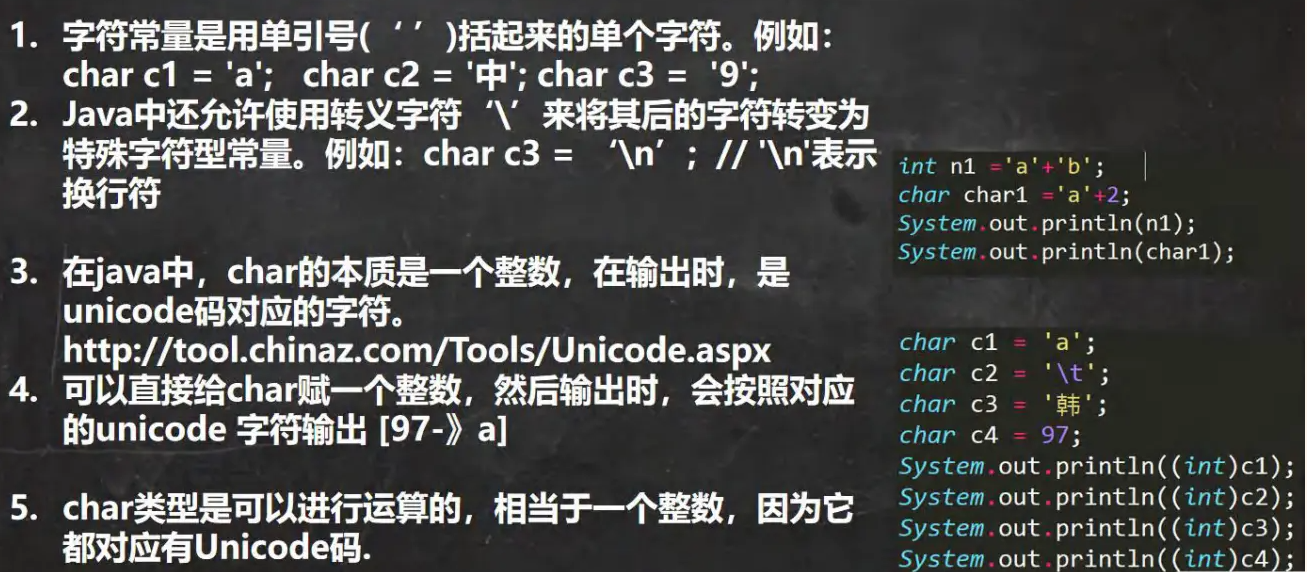 1. 字符常量是用单引号(‘ ’)括起来的单个字符。例如：
char c1 = 'a'; char c2 = '中'; char c3 = '9';
2. Java中还允许使用转义字符‘\’来将其后的字符转变为
特殊字符型常量。例如：char c3 = ‘\n’; // '\n'表示
换行符
3. 在java中，char的本质是一个整数，在输出时，是
unicode码对应的字符。
http://tool.chinaz.com/Tools/Unicode.aspx
4. 可以直接给char赋一个整数，然后输出时，会按照对应
的unicode 字符输出 [97-》a]
5. char类型是可以进行运算的，相当于一个整数，因为它
都对应有Unicode码.
int n1 ='a'+'b';
char char1 ='a'+2;
System.out.println(n1);
System.out.println(char1);
char c1 = 'a';
char c2 = '\t';
char c3 = '韩';
char c4 = 97;
System.out.println((int)c1);
System.out.println((int)c2);
System.out.println((int)c3);
System.out.println((int)c4);